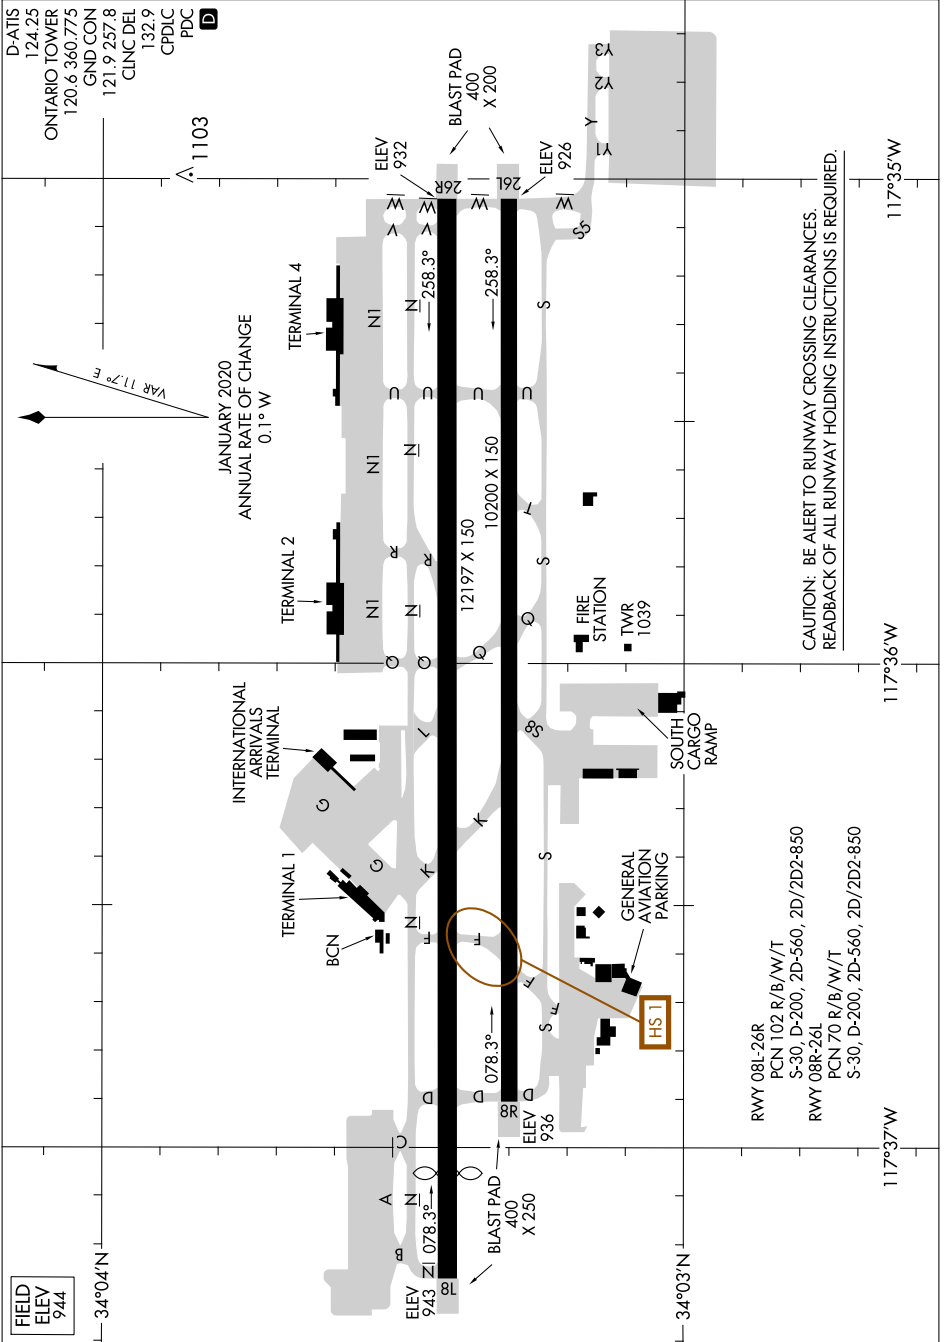 D-ATIS
124.25
ONTARIO TOWER
120.6 360.775
GND CON
121.9 257.8
CLNC DEL
132.9
CPDLC
PDC
D
FIELD
ELEV
944
1103
VAR 11.7° E
JANUARY 2020
ANNUAL RATE OF CHANGE
0.1° W
BLAST PAD
400
X 200
ELEV
932
ELEV
926
26R
26L
258.3°
258.3°
TERMINAL 4
TERMINAL 2
INTERNATIONAL
ARRIVALS
TERMINAL
TERMINAL 1
BCN
12197 X 150
10200 X 150
078.3°
078.3°
8L
8R
ELEV
943
ELEV
936
BLAST PAD
400
X 250
A
B
C
D
D
D
N
N
N
N
N
N
N1
N1
N1
F
F
F
F
G
G
K
K
L
Q
Q
Q
Q
R
R
S
S
S
S
S5
S8
T
U
U
U
V
V
W
W
W
W
Y
Y1
Y2
Y3
FIRE
STATION
TWR
1039
SOUTH
CARGO
RAMP
GENERAL
AVIATION
PARKING
HS 1
CAUTION: BE ALERT TO RUNWAY CROSSING CLEARANCES.
READBACK OF ALL RUNWAY HOLDING INSTRUCTIONS IS REQUIRED.
RWY 08L-26R
PCN 102 R/B/W/T
S-30, D-200, 2D-560, 2D/2D2-850
RWY 08R-26L
PCN 70 R/B/W/T
S-30, D-200, 2D-560, 2D/2D2-850
34°04'N
34°03'N
117°37'W
117°36'W
117°35'W